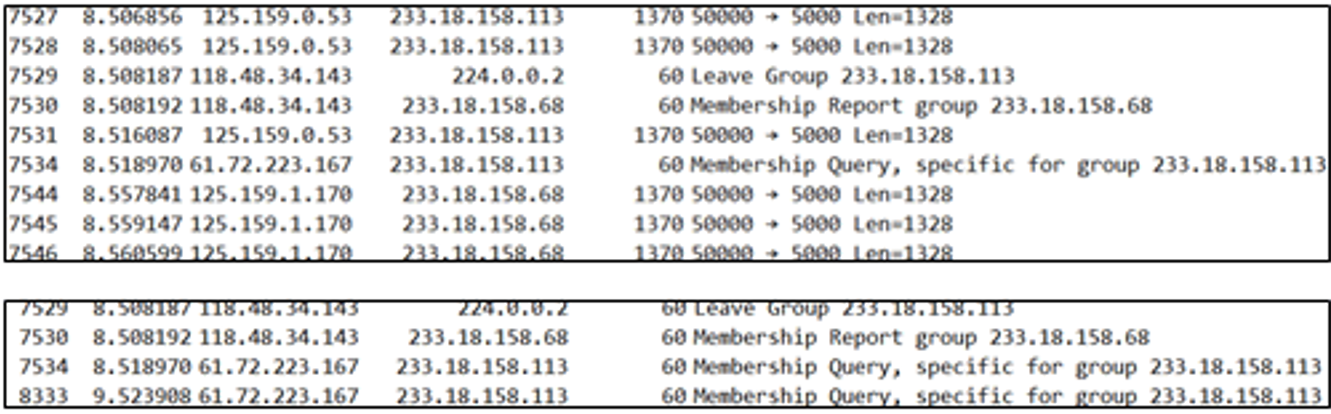 7527 8.506856 125.159.0.53 233.18.158.113 1370 50000 → 5000 Len=1328
7528 8.508065 125.159.0.53 233.18.158.113 1370 50000 → 5000 Len=1328
7529 8.508187 118.48.34.143 224.0.0.2 60 Leave Group 233.18.158.113
7530 8.508192 118.48.34.143 233.18.158.68 60 Membership Report group 233.18.158.68
7531 8.516087 125.159.0.53 233.18.158.113 1370 50000 → 5000 Len=1328
7534 8.518970 61.72.223.167 233.18.158.113 60 Membership Query, specific for group 233.18.158.113
7544 8.557841 125.159.1.170 233.18.158.68 1370 50000 → 5000 Len=1328
7545 8.559147 125.159.1.170 233.18.158.68 1370 50000 → 5000 Len=1328
7546 8.560599 125.159.1.170 233.18.158.68 1370 50000 → 5000 Len=1328
7529 8.508187 118.48.34.143 224.0.0.2 60 Leave Group 233.18.158.113
7530 8.508192 118.48.34.143 233.18.158.68 60 Membership Report group 233.18.158.68
7534 8.518970 61.72.223.167 233.18.158.113 60 Membership Query, specific for group 233.18.158.113
8333 9.523908 61.72.223.167 233.18.158.113 60 Membership Query, specific for group 233.18.158.113